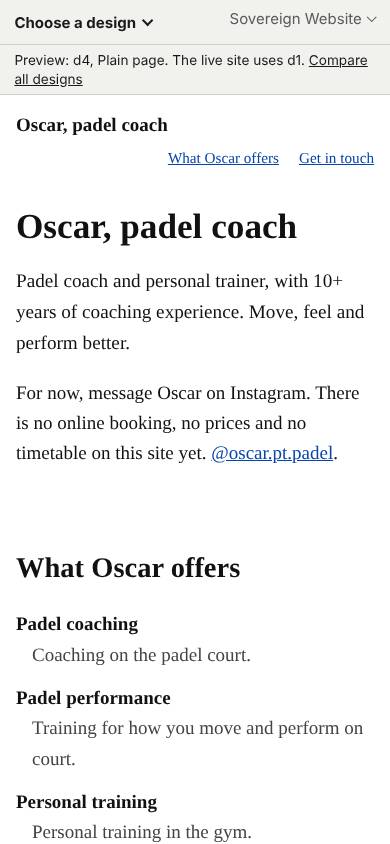 Choose a design
Sovereign Website
Preview: d4, Plain page. The live site uses d1. Compare
all designs
Oscar, padel coach
What Oscar offers
Get in touch
Oscar, padel coach
Padel coach and personal trainer, with 10+
years of coaching experience. Move, feel and
perform better.
For now, message Oscar on Instagram. There
is no online booking, no prices and no
timetable on this site yet. @oscar.pt.padel.
What Oscar offers
Padel coaching
Coaching on the padel court.
Padel performance
Training for how you move and perform on
court.
Personal training
Personal training in the gym.